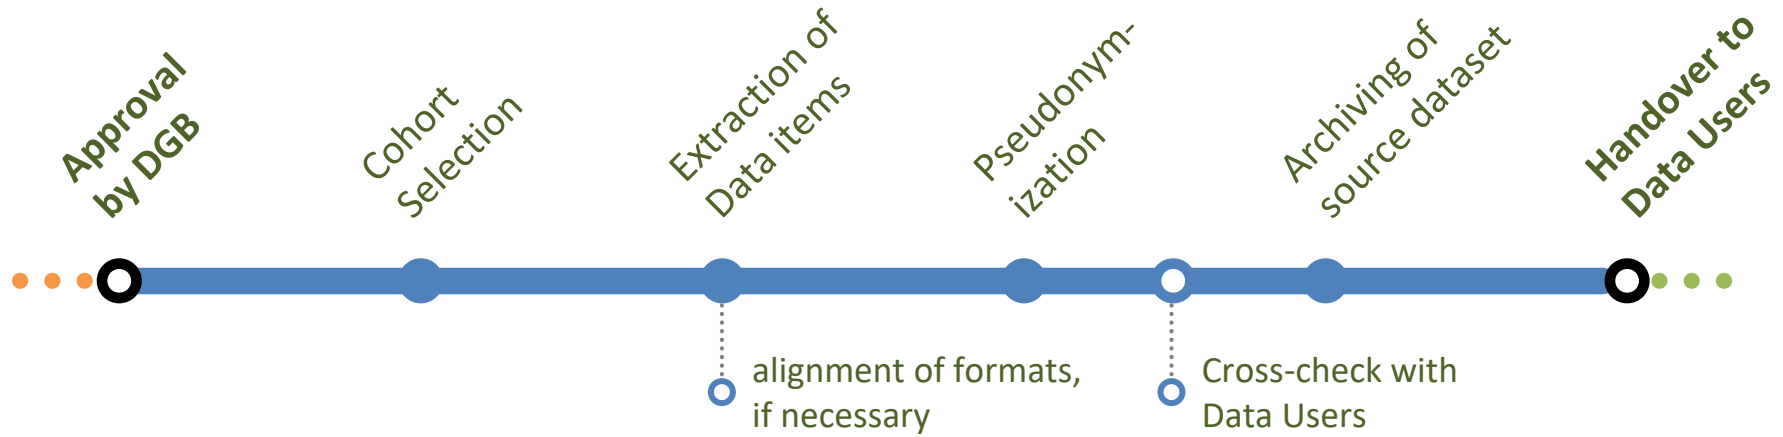 Approval
by DGB
Cohort
Selection
Extraction of
Data items
Pseudonym-
ization
Archiving of
source dataset
Handover to
Data Users
alignment of formats,
if necessary
Cross-check with
Data Users